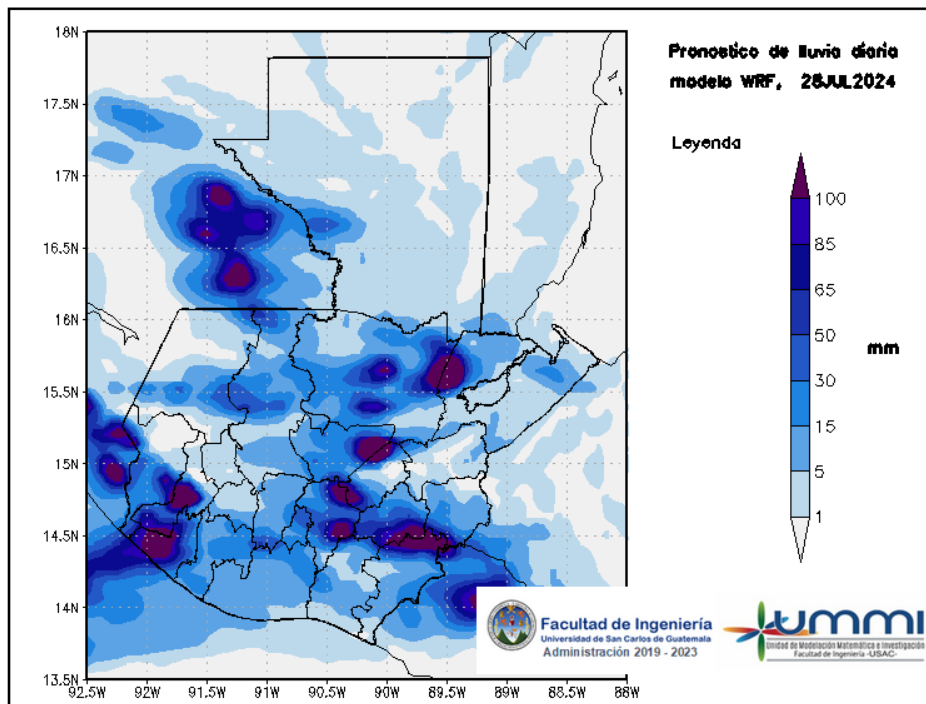 Pronostico de lluvia diaria
modelo WRF, 28JUL2024
Leyenda
100
85
65
50
30
15
5
1
mm
18N
17.5N
17N
16.5N
16N
15.5N
15N
14.5N
14N
13.5N
92.5W
92W
91.5W
91W
90.5W
90W
89.5W
89W
88.5W
88W
Facultad de Ingeniería
Universidad de San Carlos de Guatemala
Administración 2019 - 2023
UMMI
Unidad de Modelación Matemática e Investigación
Facultad de Ingeniería -USAC-